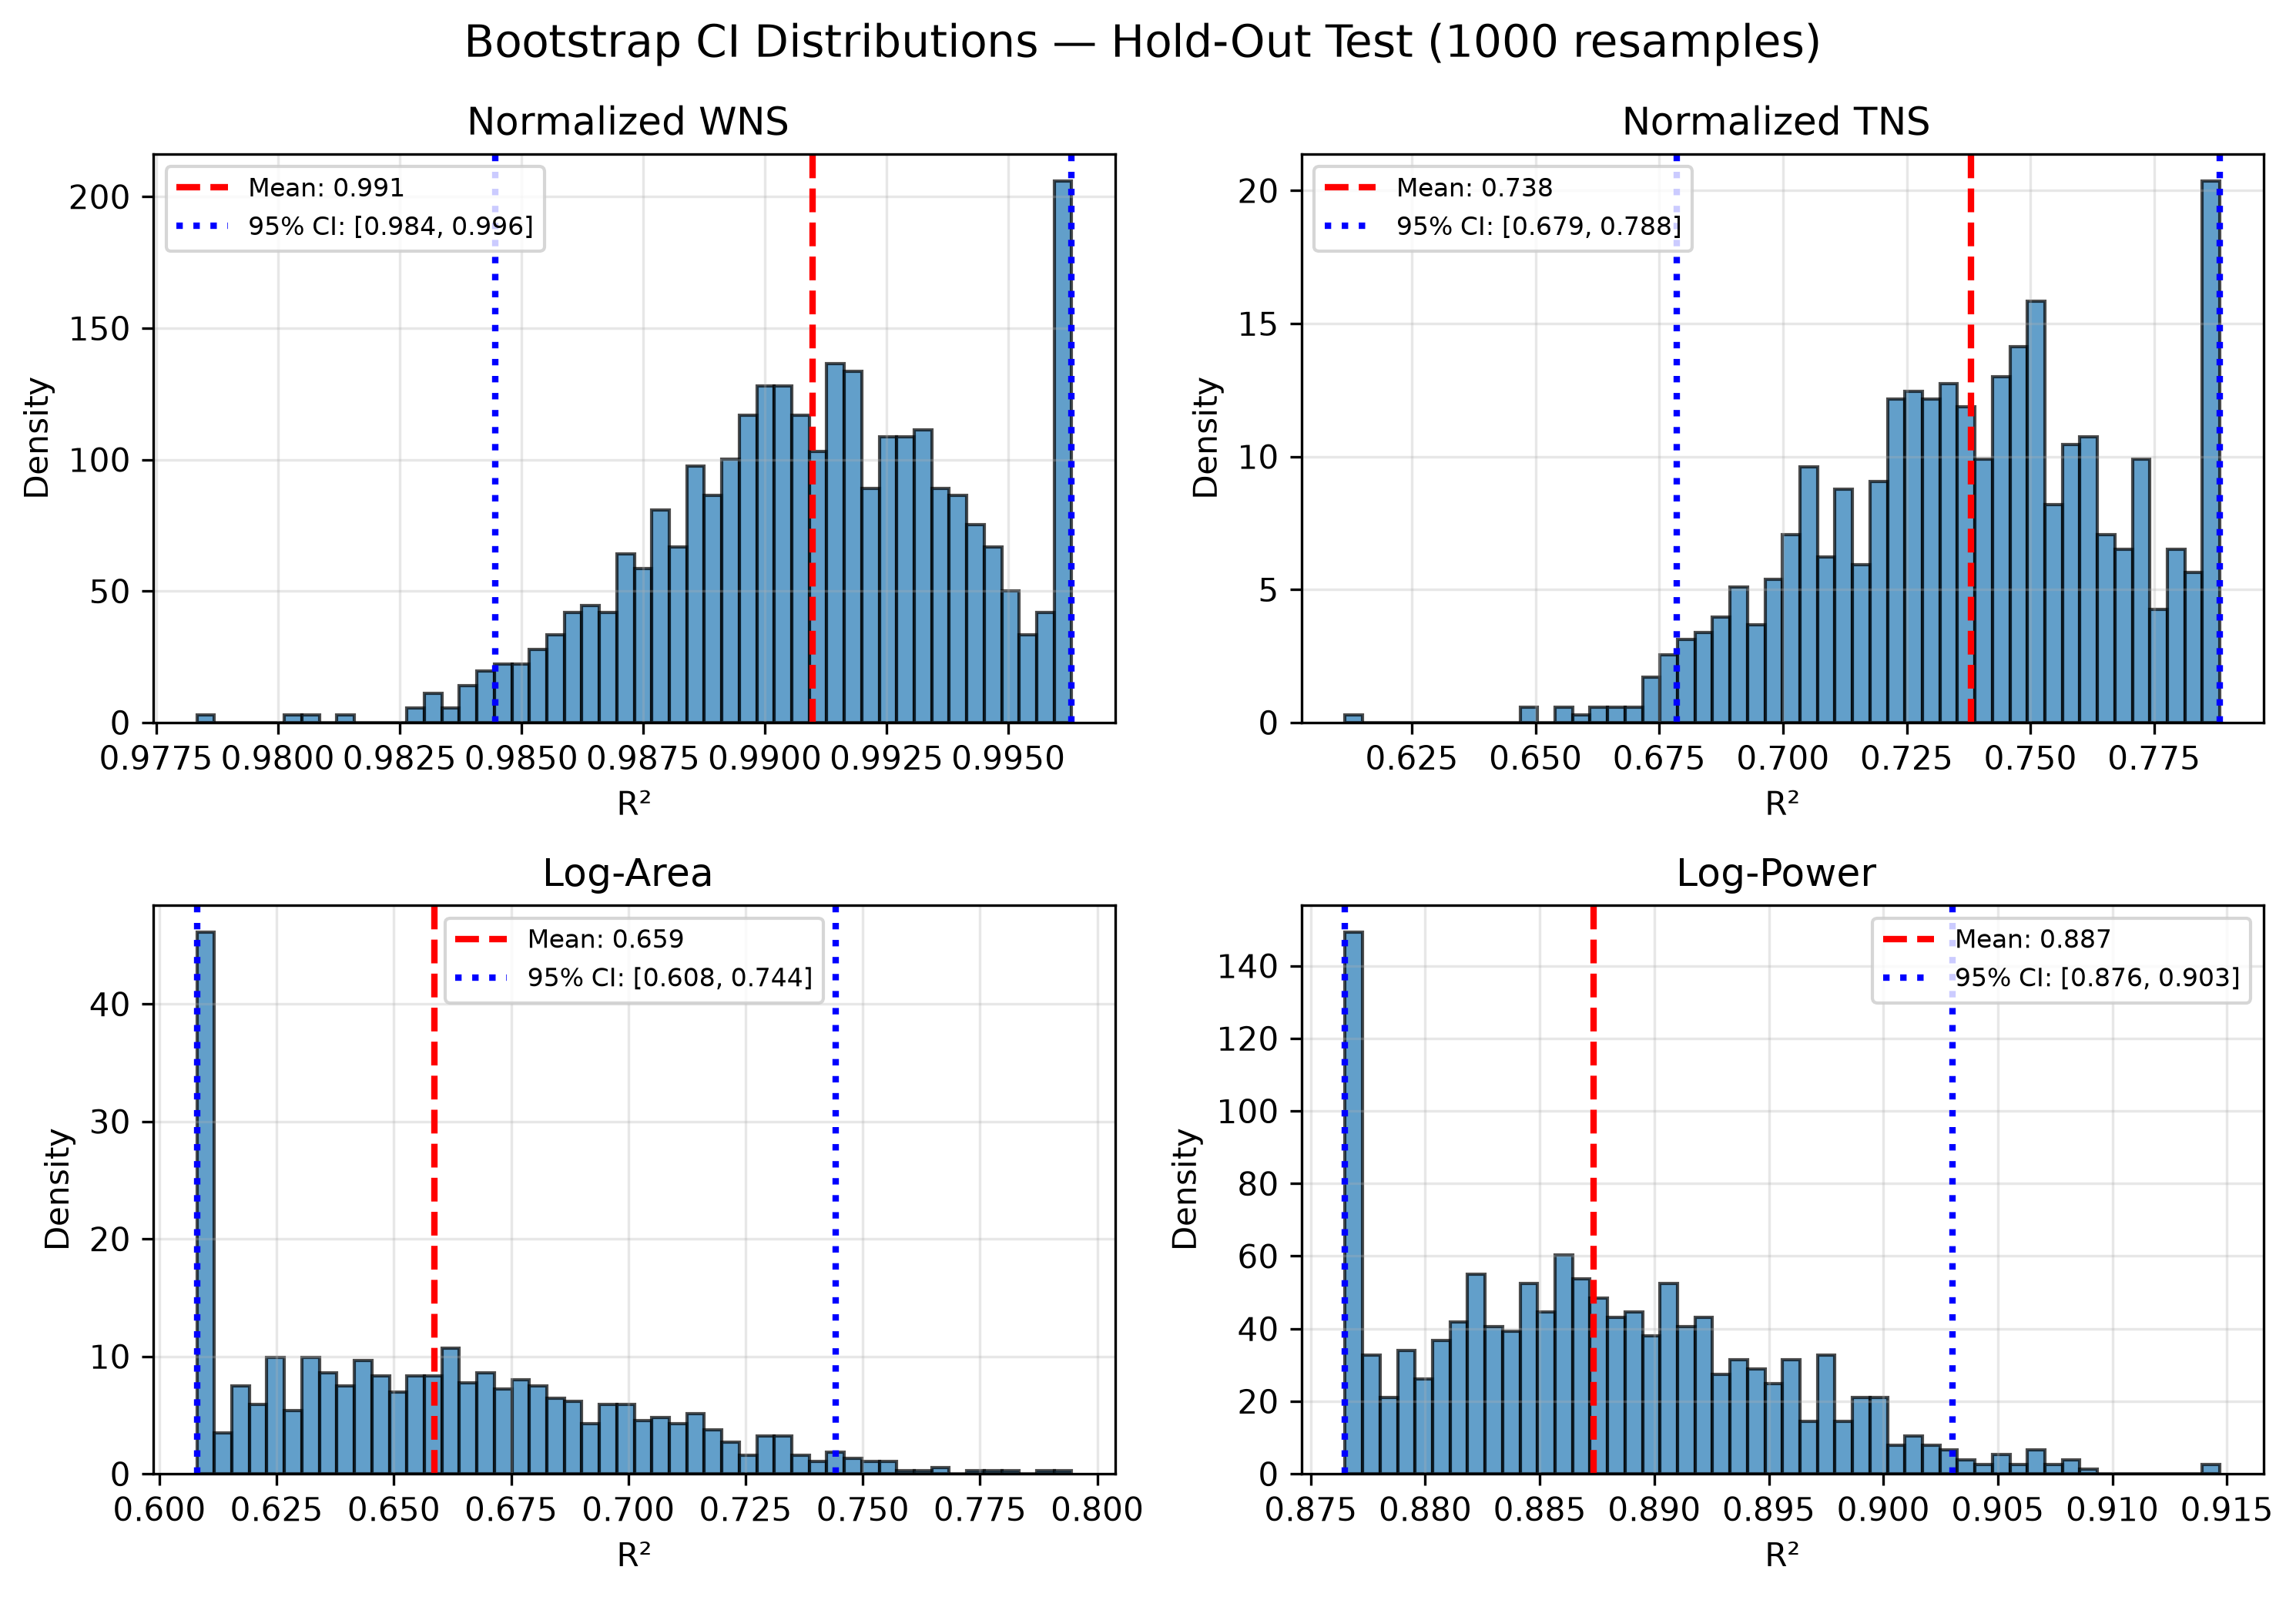 Bootstrap CI Distributions — Hold-Out Test (1000 resamples)
Normalized WNS
Density
200
150
100
50
0
Mean: 0.991
95% CI: [0.984, 0.996]
0.9775 0.9800 0.9825 0.9850 0.9875 0.9900 0.9925 0.9950
R²
Normalized TNS
Density
20
15
10
5
0
Mean: 0.738
95% CI: [0.679, 0.788]
0.625 0.650 0.675 0.700 0.725 0.750 0.775
R²
Log-Area
Density
40
30
20
10
0
Mean: 0.659
95% CI: [0.608, 0.744]
0.600 0.625 0.650 0.675 0.700 0.725 0.750 0.775 0.800
R²
Log-Power
Density
140
120
100
80
60
40
20
0
Mean: 0.887
95% CI: [0.876, 0.903]
0.875 0.880 0.885 0.890 0.895 0.900 0.905 0.910 0.915
R²